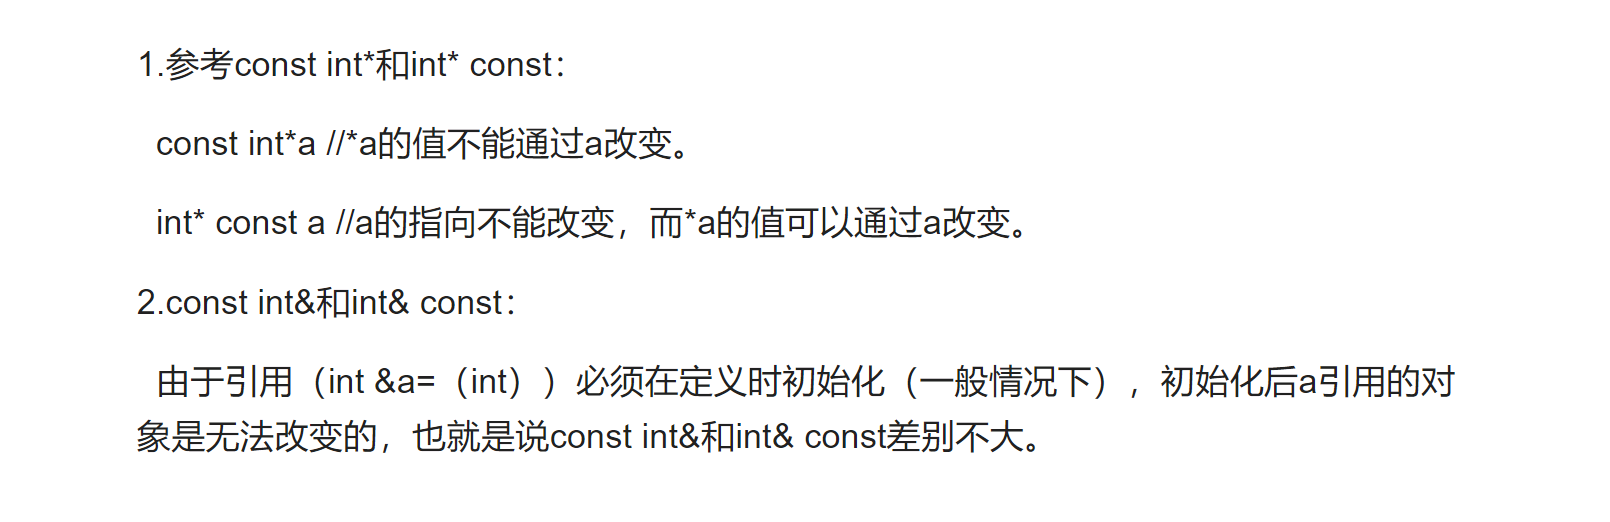 1.参考const int*和int* const：
const int*a //*a的值不能通过a改变。
int* const a //a的指向不能改变，而*a的值可以通过a改变。
2.const int&和int& const：
由于引用（int &a=（int））必须在定义时初始化（一般情况下），初始化后a引用的对
象是无法改变的，也就是说const int&和int& const差别不大。